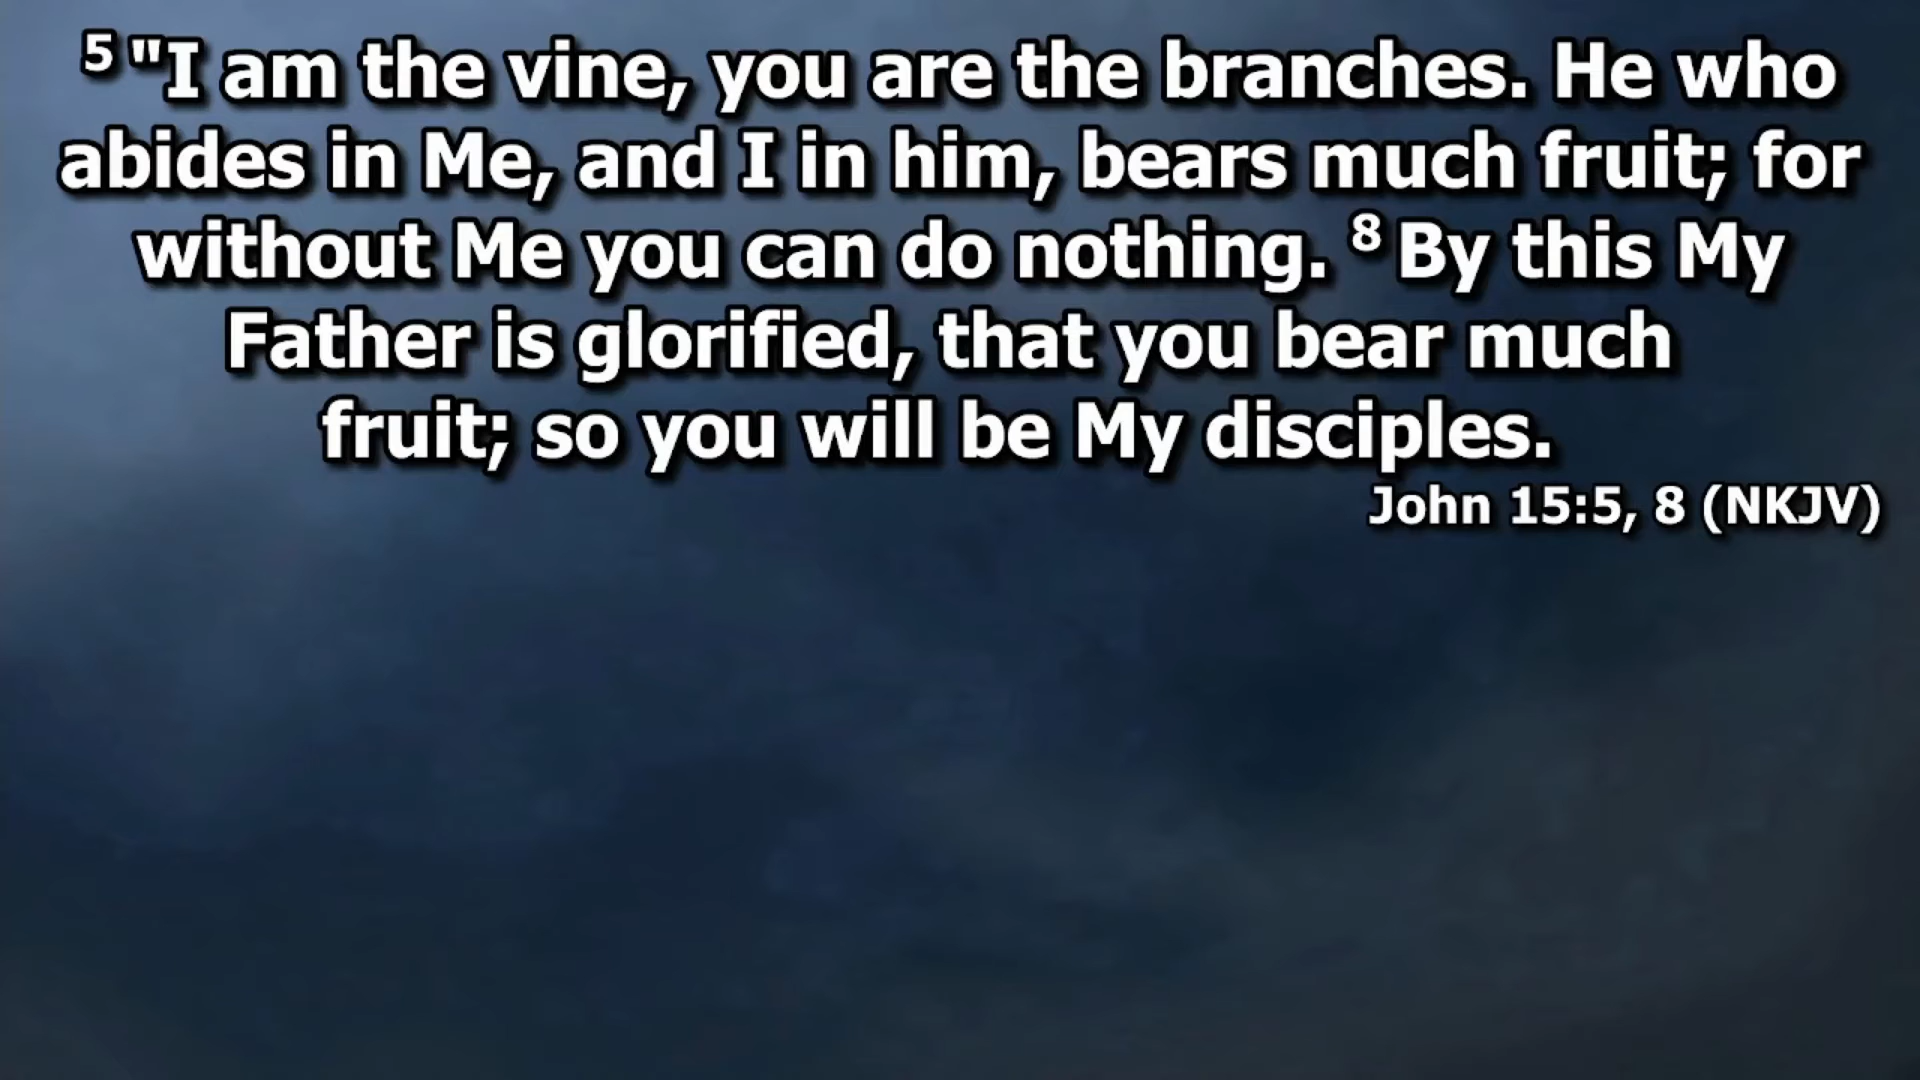 5 "I am the vine, you are the branches. He who
abides in Me, and I in him, bears much fruit; for
without Me you can do nothing. 8 By this My
Father is glorified, that you bear much
fruit; so you will be My disciples.
John 15:5, 8 (NKJV)